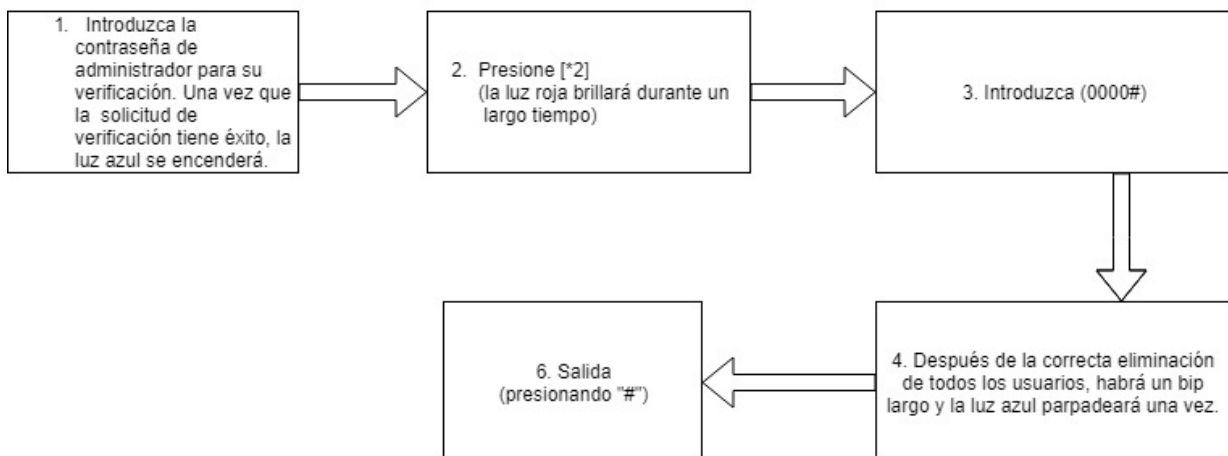 1. Introduzca la
contraseña de
administrador para su
verificación. Una vez que
la solicitud de
verificación tiene éxito, la
luz azul se encenderá.
2. Presione [*2]
(la luz roja brillará durante un
largo tiempo)
3. Introduzca (0000#)
4. Después de la correcta eliminación
de todos los usuarios, habrá un bip
largo y la luz azul parpadeará una vez.
6. Salida
(presionando "#")